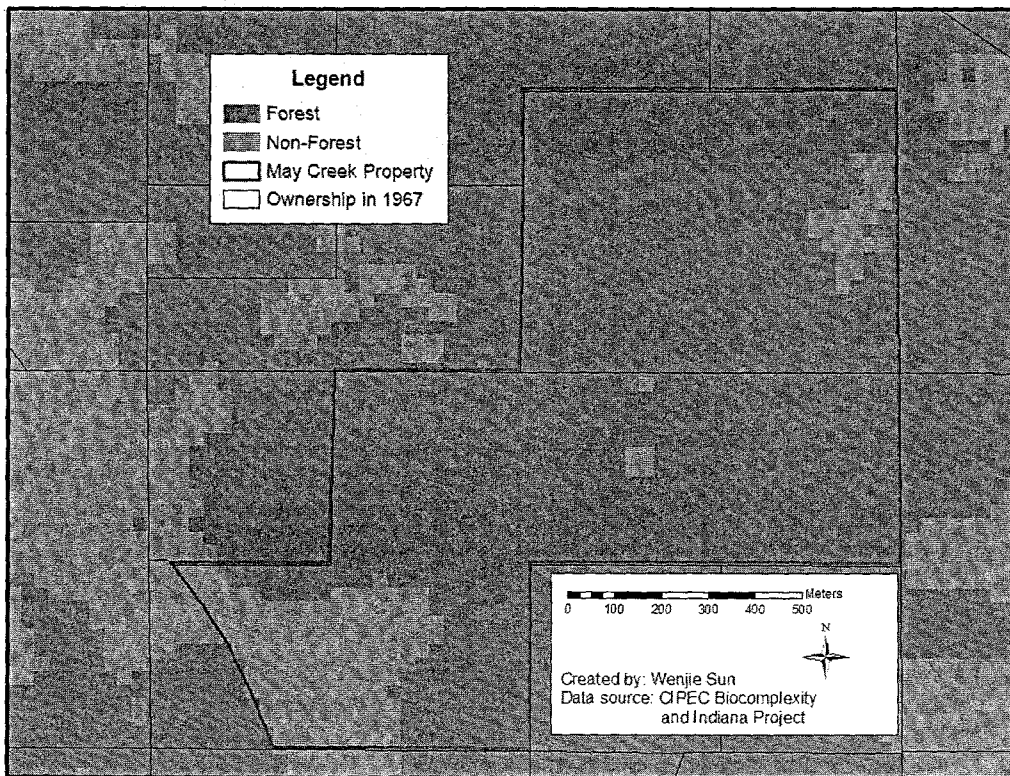 Legend
Forest
Non-Forest
May Creek Property
Ownership in 1967
Meters
0 100 200 300 400 500
N
Created by: Wenjie Sun
Data source: CIPEC Biocomplexity
and Indiana Project